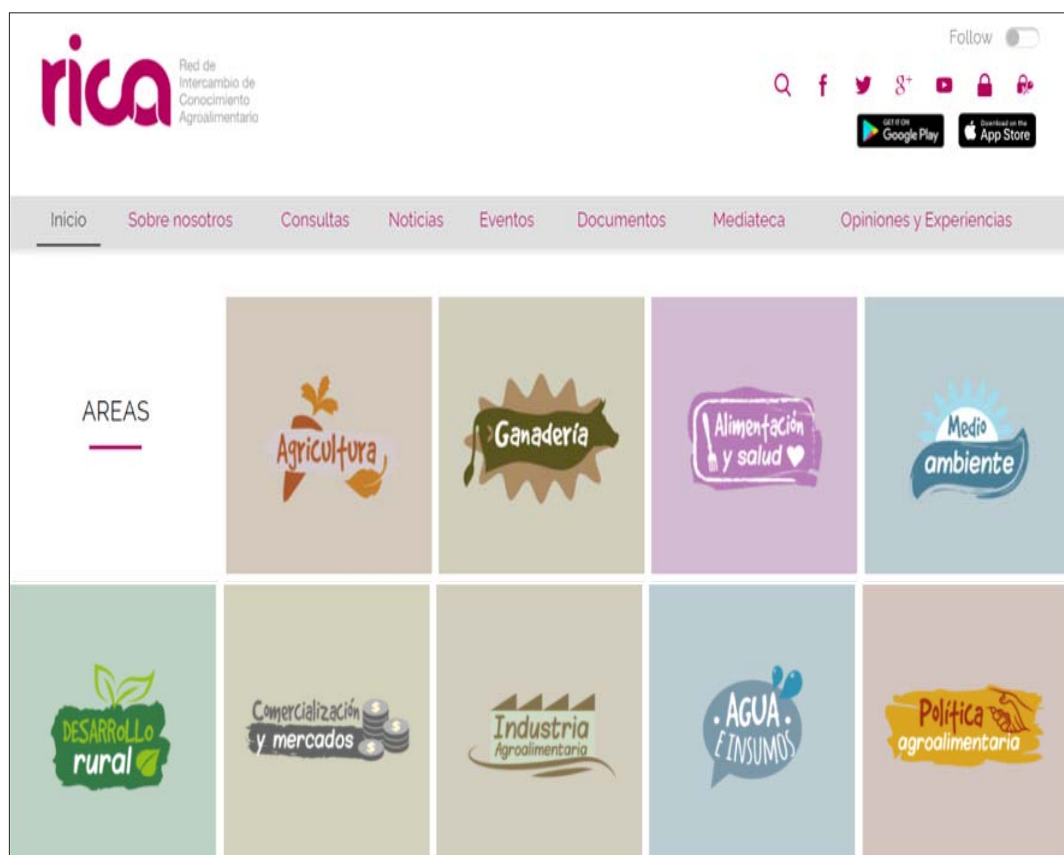 Follow
rica
Red de
Intercambio de
Conocimiento
Agroalimentario
f
g+
GET IT ON
Google Play
Download on the
App Store
Inicio
Sobre nosotros
Consultas
Noticias
Eventos
Documentos
Mediateca
Opiniones y Experiencias
AREAS
Agricultura
Ganadería
Alimentación
y salud
Medio
ambiente
DESARRoLLo
rural
Comercialización
y mercados
Industria
Agroalimentaria
AGUA
E INSUMOS
Política
agroalimentaria